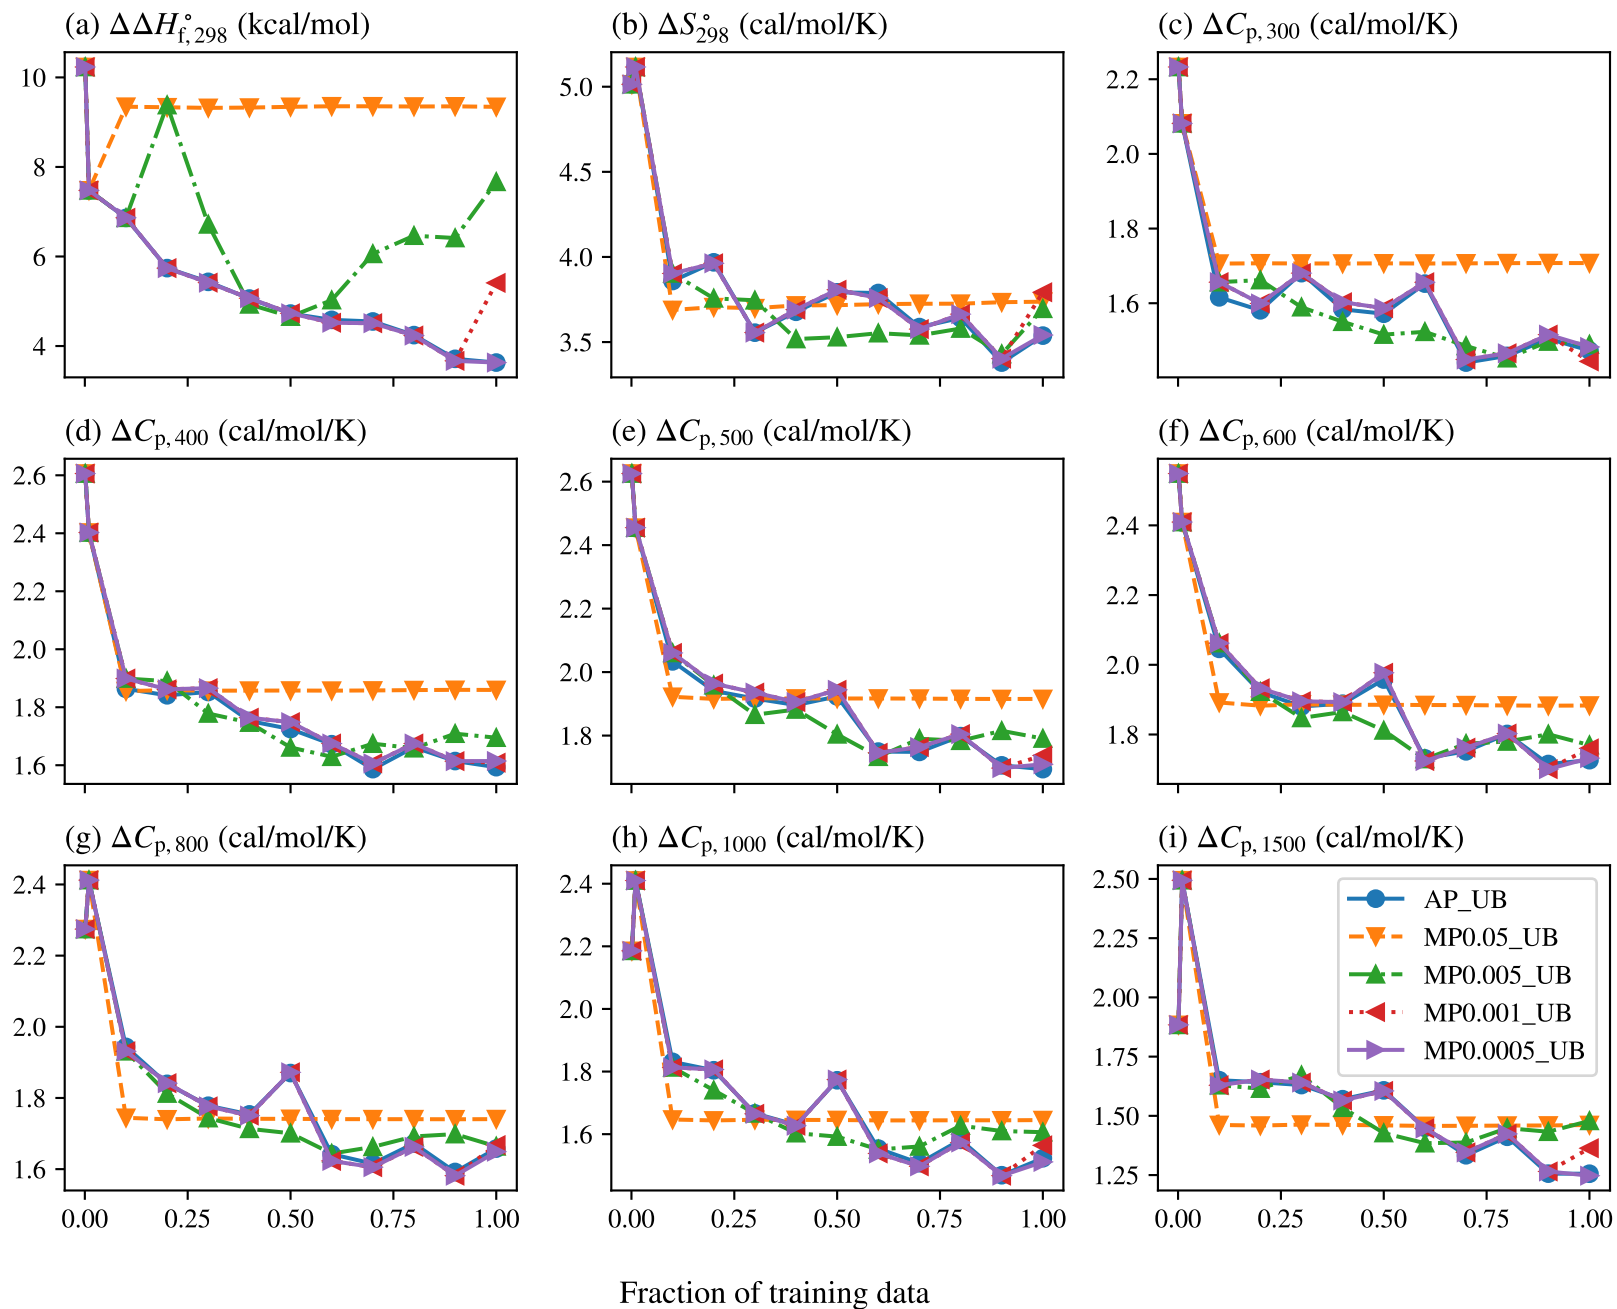 (a) ΔΔH°f,298 (kcal/mol)
(b) ΔS°298 (cal/mol/K)
(c) ΔCp,300 (cal/mol/K)
10
8
6
4
5.0
4.5
4.0
3.5
2.2
2.0
1.8
1.6
(d) ΔCp,400 (cal/mol/K)
(e) ΔCp,500 (cal/mol/K)
(f) ΔCp,600 (cal/mol/K)
2.6
2.4
2.2
2.0
1.8
1.6
2.6
2.4
2.2
2.0
1.8
2.4
2.2
2.0
1.8
(g) ΔCp,800 (cal/mol/K)
(h) ΔCp,1000 (cal/mol/K)
(i) ΔCp,1500 (cal/mol/K)
2.4
2.2
2.0
1.8
1.6
2.4
2.2
2.0
1.8
1.6
2.50
2.25
2.00
1.75
1.50
1.25
AP_UB
MP0.05_UB
MP0.005_UB
MP0.001_UB
MP0.0005_UB
0.00 0.25 0.50 0.75 1.00
0.00 0.25 0.50 0.75 1.00
0.00 0.25 0.50 0.75 1.00
Fraction of training data